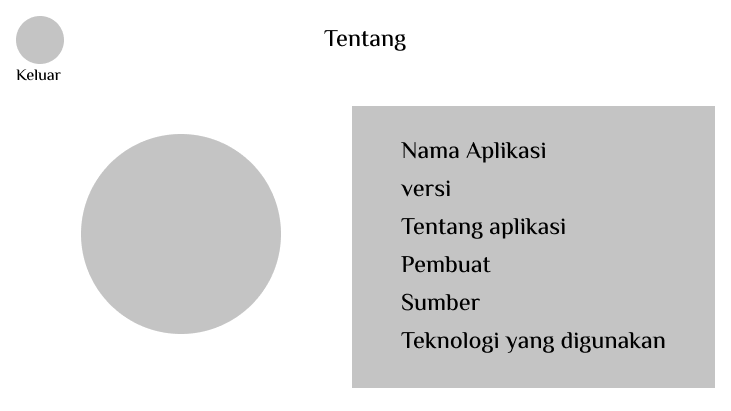 Tentang
Keluar
Nama Aplikasi
versi
Tentang aplikasi
Pembuat
Sumber
Teknologi yang digunakan